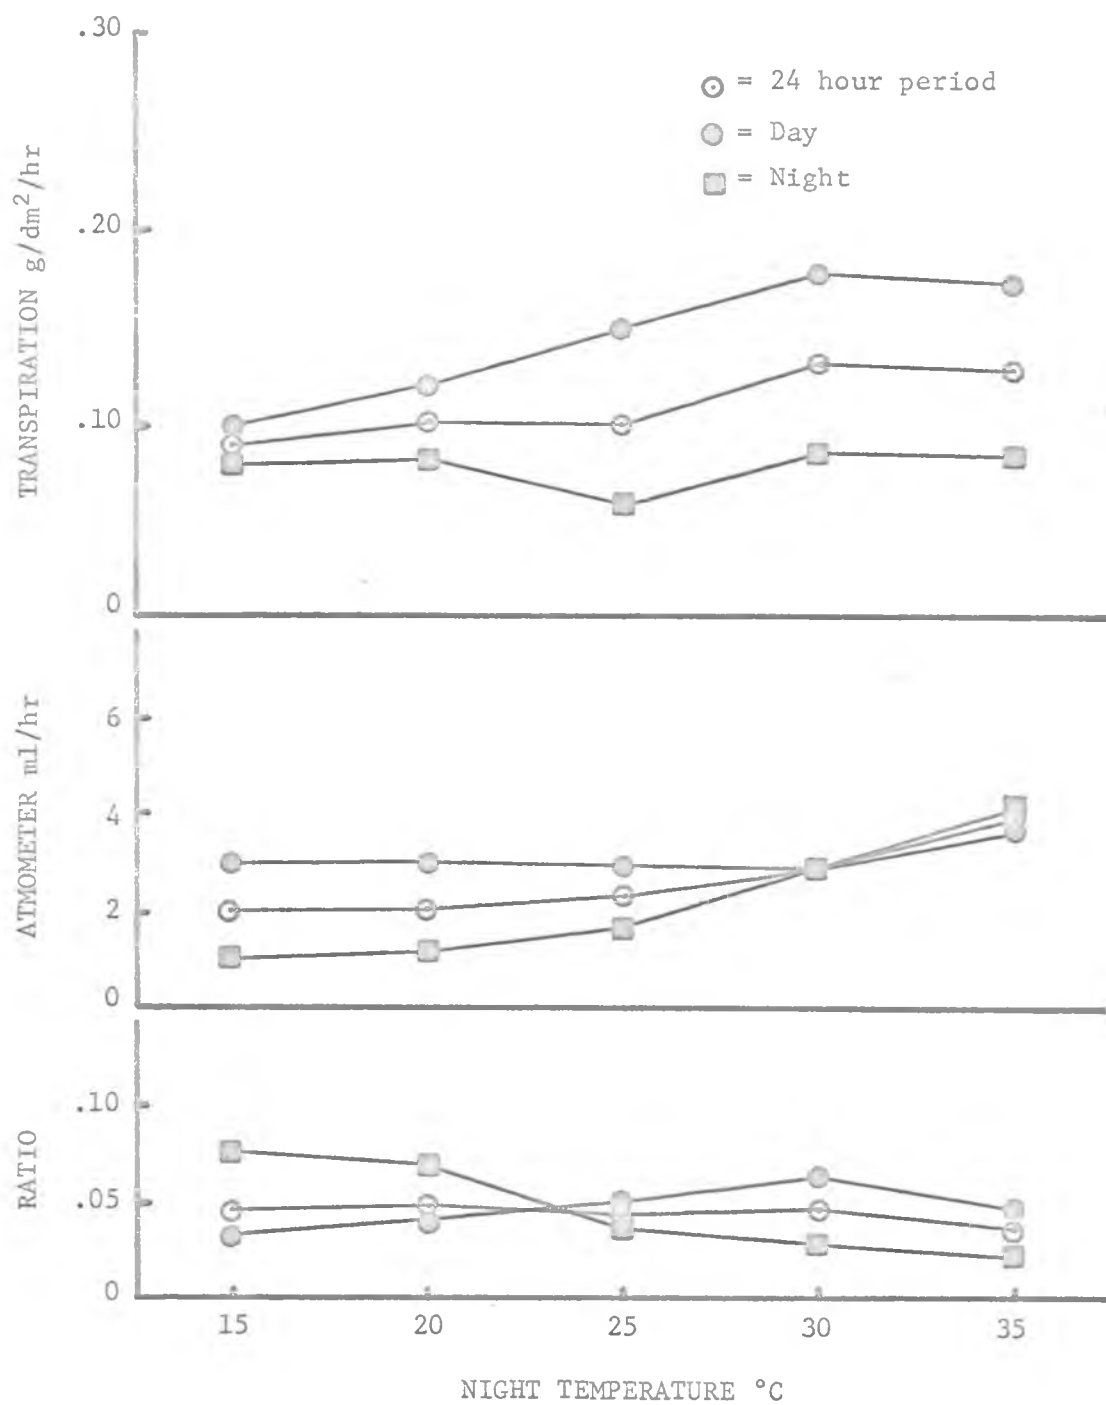 .30
= 24 hour period
= Day
= Night
.20
.10
0
TRANSPIRATION g/dm²/hr
6
4
2
0
ATMOMETER ml/hr
.10
.05
0
RATIO
15 20 25 30 35
NIGHT TEMPERATURE °C